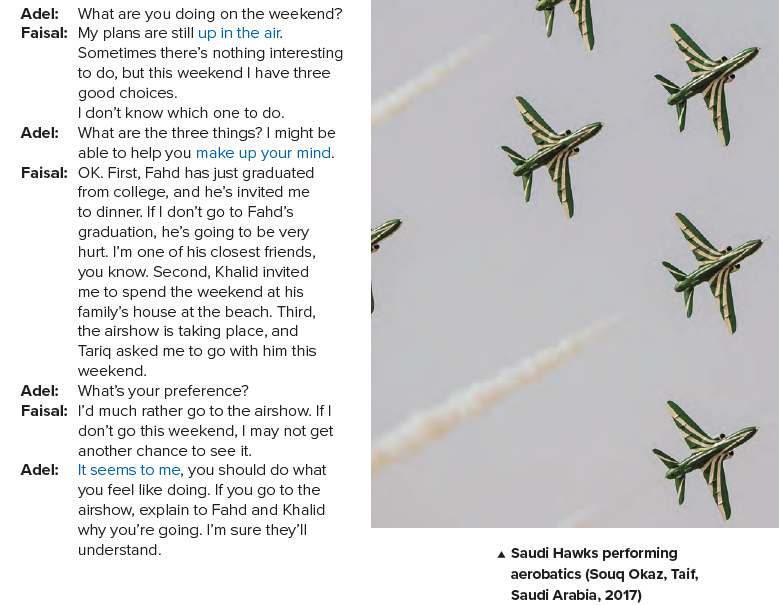 Adel: What are you doing on the weekend?
Faisal: My plans are still up in the air.
Sometimes there's nothing interesting
to do, but this weekend I have three
good choices.
I don't know which one to do.
Adel: What are the three things? I might be
able to help you make up your mind.
Faisal: OK. First, Fahd has just graduated
from college, and he's invited me
to dinner. If I don't go to Fahd's
graduation, he's going to be very
hurt. I'm one of his closest friends,
you know. Second, Khalid invited
me to spend the weekend at his
family's house at the beach. Third,
the airshow is taking place, and
Tariq asked me to go with him this
weekend.
Adel: What's your preference?
Faisal: I'd much rather go to the airshow. If I
don't go this weekend, I may not get
another chance to see it.
Adel: It seems to me, you should do what
you feel like doing. If you go to the
airshow, explain to Fahd and Khalid
why you're going. I'm sure they'll
understand.
▲ Saudi Hawks performing
aerobatics (Souq Okaz, Taif,
Saudi Arabia, 2017)